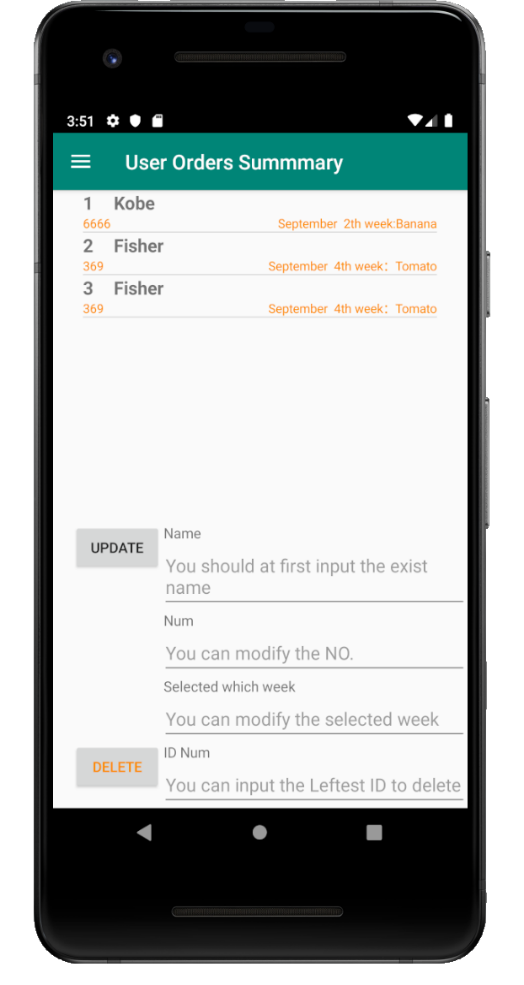 3:51
User Orders Summmary
1 Kobe
6666 September 2th week:Banana
2 Fisher
369 September 4th week：Tomato
3 Fisher
369 September 4th week：Tomato
Name
UPDATE
You should at first input the exist
name
Num
You can modify the NO.
Selected which week
You can modify the selected week
ID Num
DELETE
You can input the Leftest ID to delete